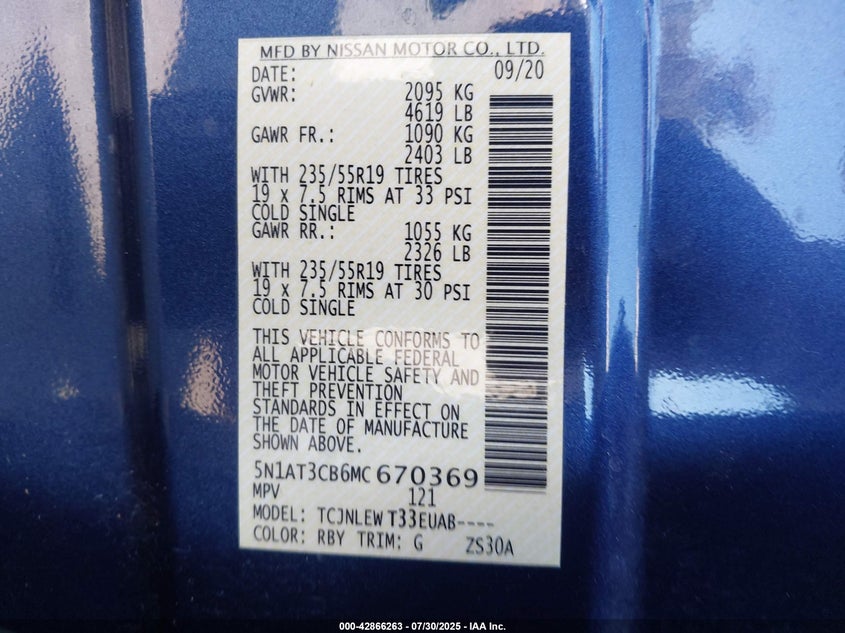 MFD BY NISSAN MOTOR CO., LTD.
DATE: 09/20
GVWR: 2095 KG
4619 LB
GAWR FR.: 1090 KG
2403 LB
WITH 235/55R19 TIRES
19 x 7.5 RIMS AT 33 PSI
COLD SINGLE
GAWR RR.: 1055 KG
2326 LB
WITH 235/55R19 TIRES
19 x 7.5 RIMS AT 30 PSI
COLD SINGLE
THIS VEHICLE CONFORMS TO
ALL APPLICABLE FEDERAL
MOTOR VEHICLE SAFETY AND
THEFT PREVENTION
STANDARDS IN EFFECT ON
THE DATE OF MANUFACTURE
SHOWN ABOVE.
5N1AT3CB6MC 670369
MPV 121
MODEL: TCJNLEW T33EUAB----
COLOR: RBY TRIM: G ZS30A
000-42866263 - 07/30/2025 - IAA Inc.